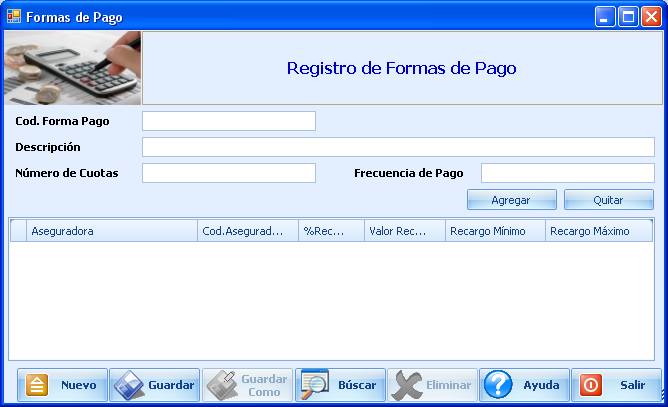 Formas de Pago
Registro de Formas de Pago
Cod. Forma Pago
Descripción
Número de Cuotas Frecuencia de Pago
Agregar Quitar
Aseguradora Cod.Asegurad... %Rec... Valor Rec... Recargo Mínimo Recargo Máximo
Nuevo Guardar Guardar Como Búscar Eliminar Ayuda Salir